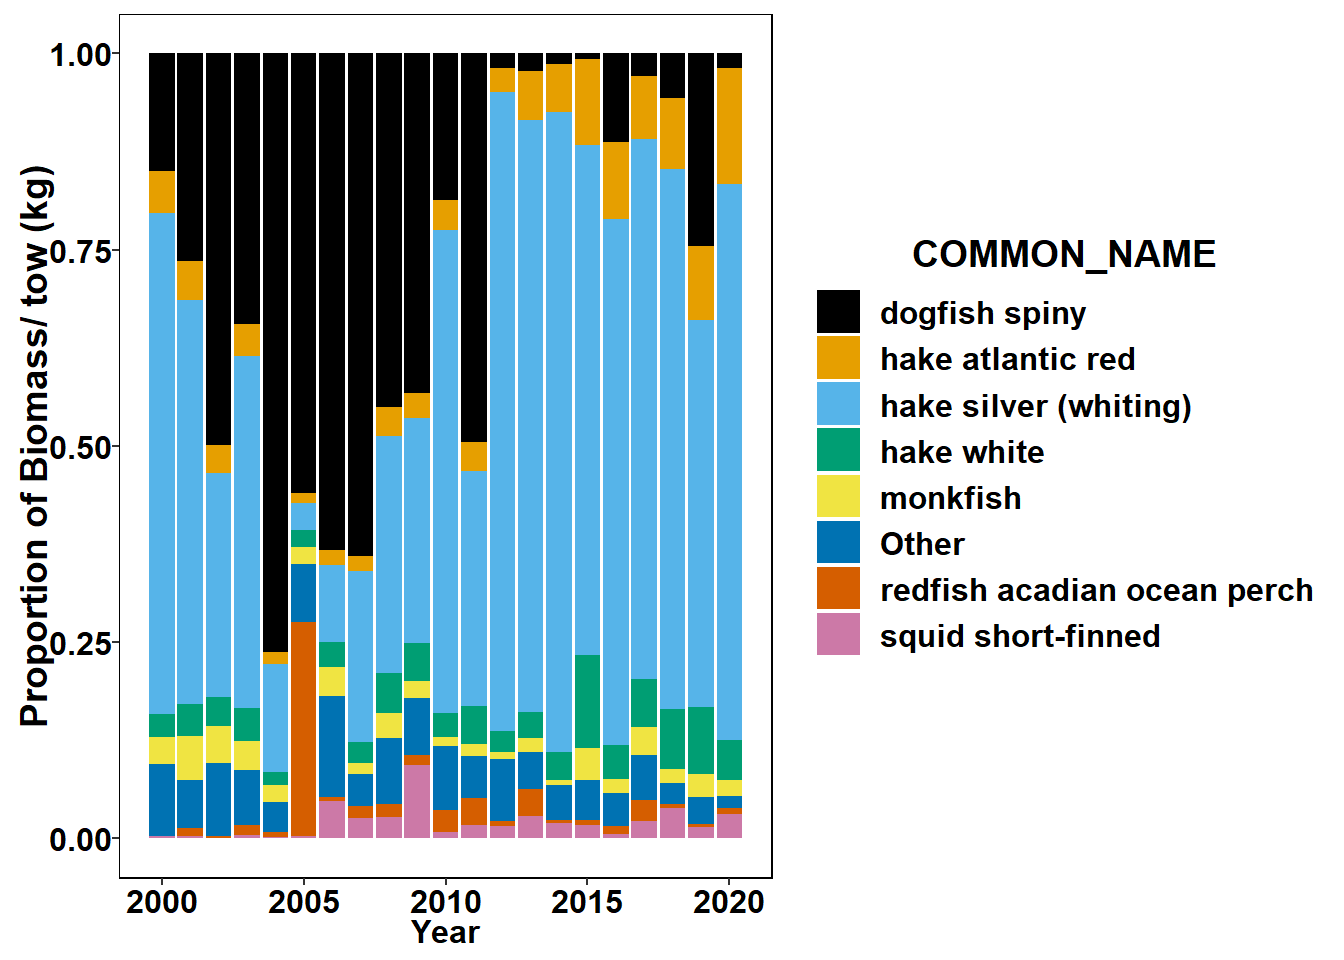 Proportion of Biomass/ tow (kg)
1.00
0.75
0.50
0.25
0.00
2000 2005 2010 2015 2020
Year
COMMON_NAME
dogfish spiny
hake atlantic red
hake silver (whiting)
hake white
monkfish
Other
redfish acadian ocean perch
squid short-finned